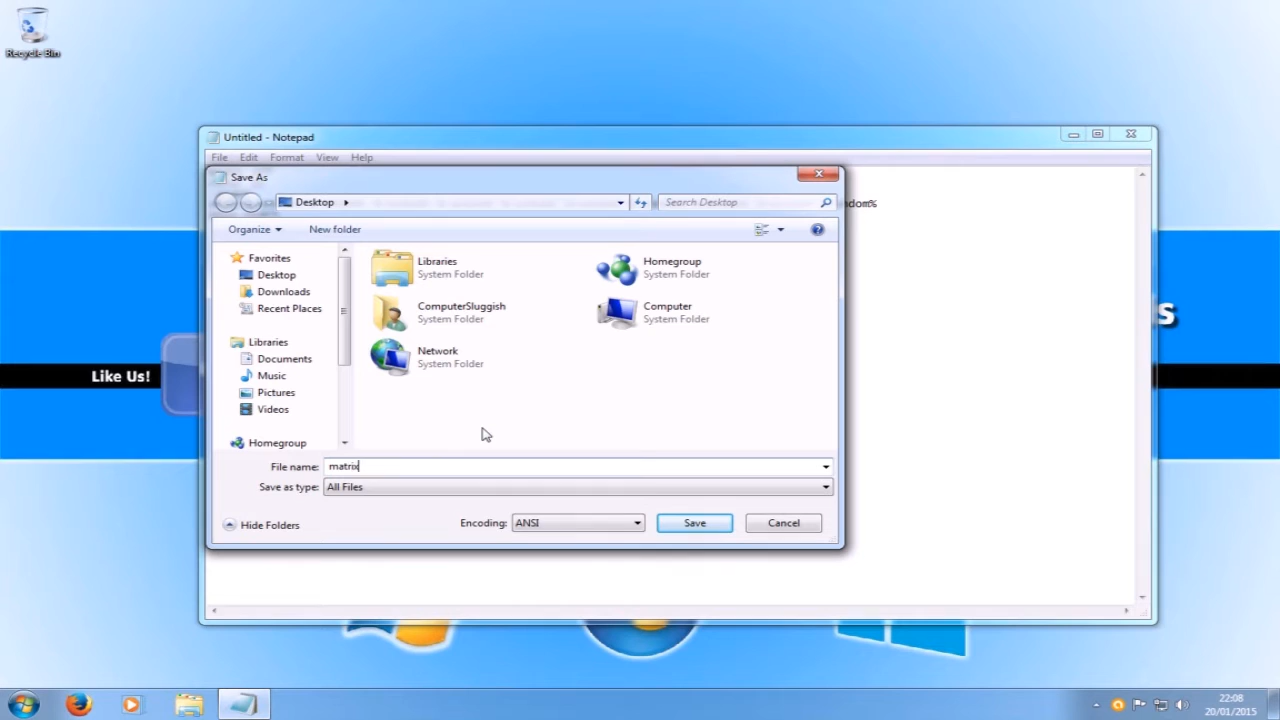 Recycle Bin
Untitled - Notepad
File Edit Format View Help
Save As
Desktop
Search Desktop
dom%
Organize
New folder
Favorites
Desktop
Downloads
Recent Places
Libraries
Documents
Music
Pictures
Videos
Homegroup
Libraries
System Folder
Homegroup
System Folder
ComputerSluggish
System Folder
Computer
System Folder
Network
System Folder
s
Like Us!
File name: matrix
Save as type: All Files
Hide Folders
Encoding: ANSI
Save
Cancel
22:08
20/01/2015